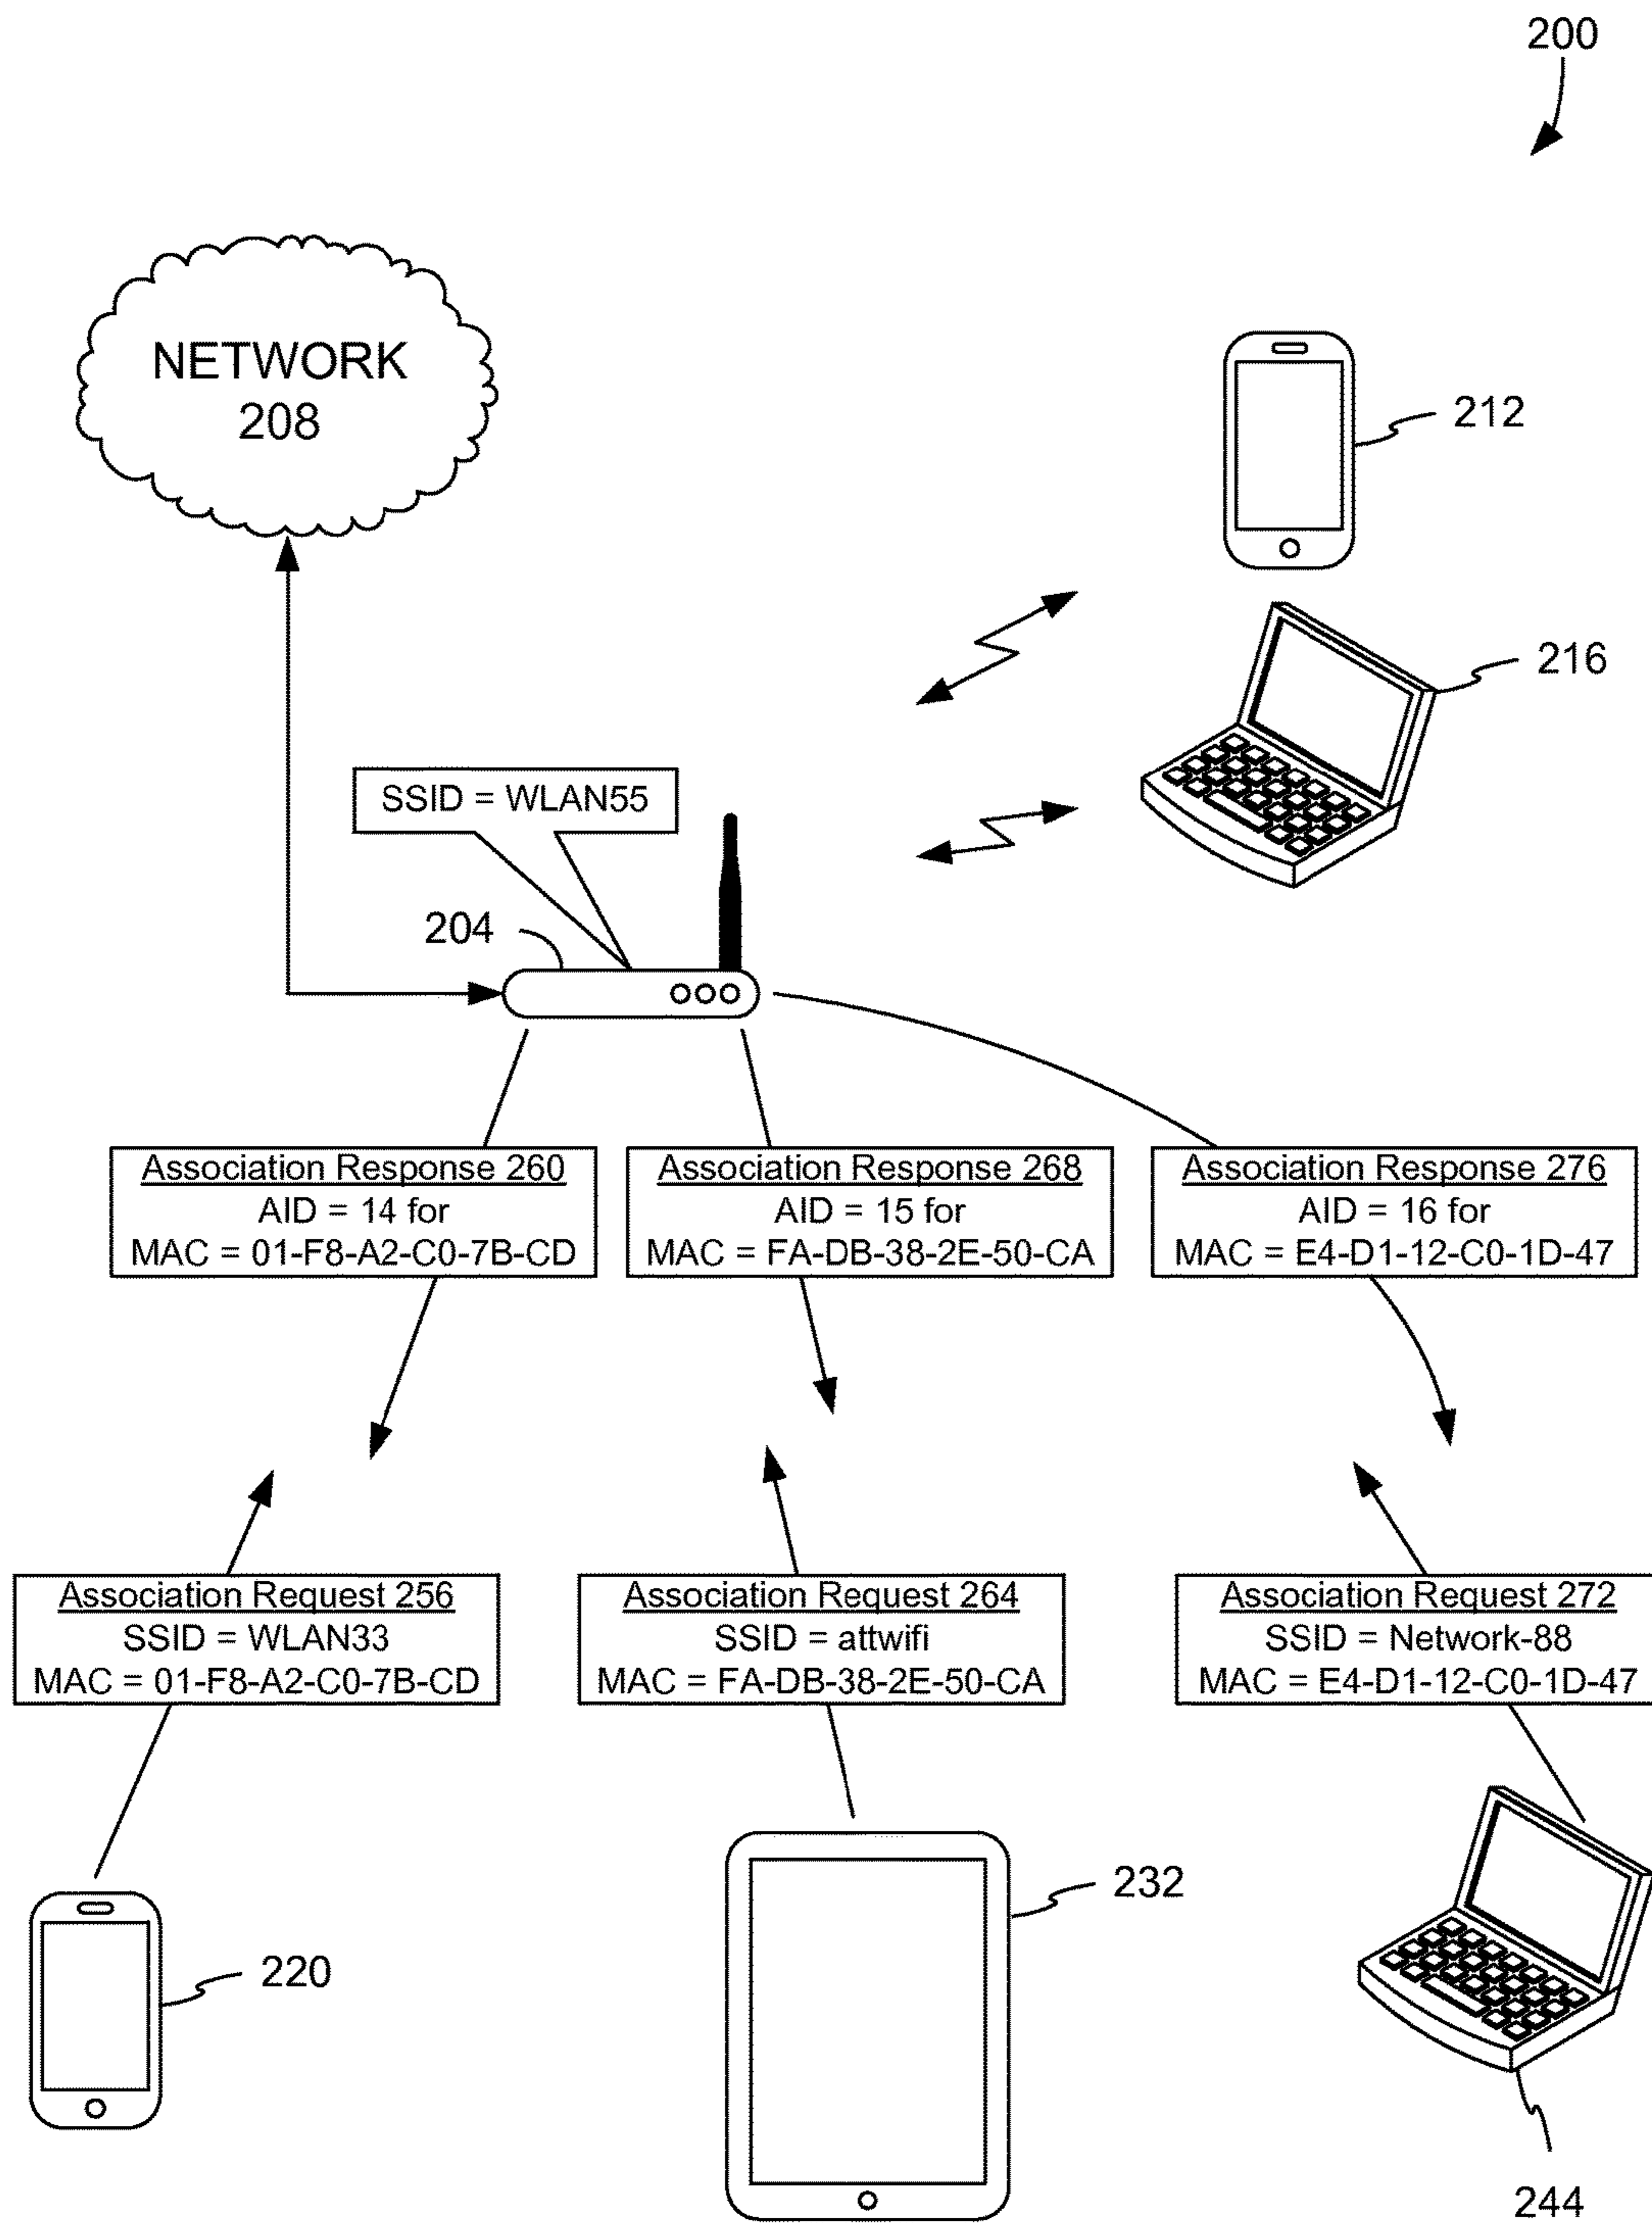 200
NETWORK
208
212
216
SSID = WLAN55
204
Association Response 260
AID = 14 for
MAC = 01-F8-A2-C0-7B-CD
Association Response 268
AID = 15 for
MAC = FA-DB-38-2E-50-CA
Association Response 276
AID = 16 for
MAC = E4-D1-12-C0-1D-47
Association Request 256
SSID = WLAN33
MAC = 01-F8-A2-C0-7B-CD
Association Request 264
SSID = attwifi
MAC = FA-DB-38-2E-50-CA
Association Request 272
SSID = Network-88
MAC = E4-D1-12-C0-1D-47
232
220
244